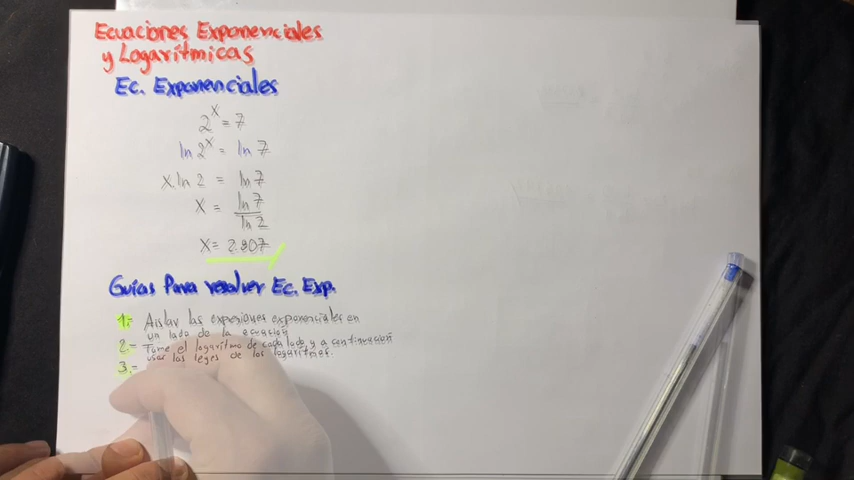 Ecuaciones Exponenciales
y Logarítmicas
Ec. Exponenciales
2^x = 7
ln 2^x = ln 7
x.ln 2 = ln 7
x = ln 7 / ln 2
x = 2.807
Guías Para resolver Ec. Exp.
1.= Aislar las expresiones exponenciales en
un lado de la ecuación
2.= Tome el logaritmo de cada lado y a continuación
usar las leyes de los logaritmos.
3.=